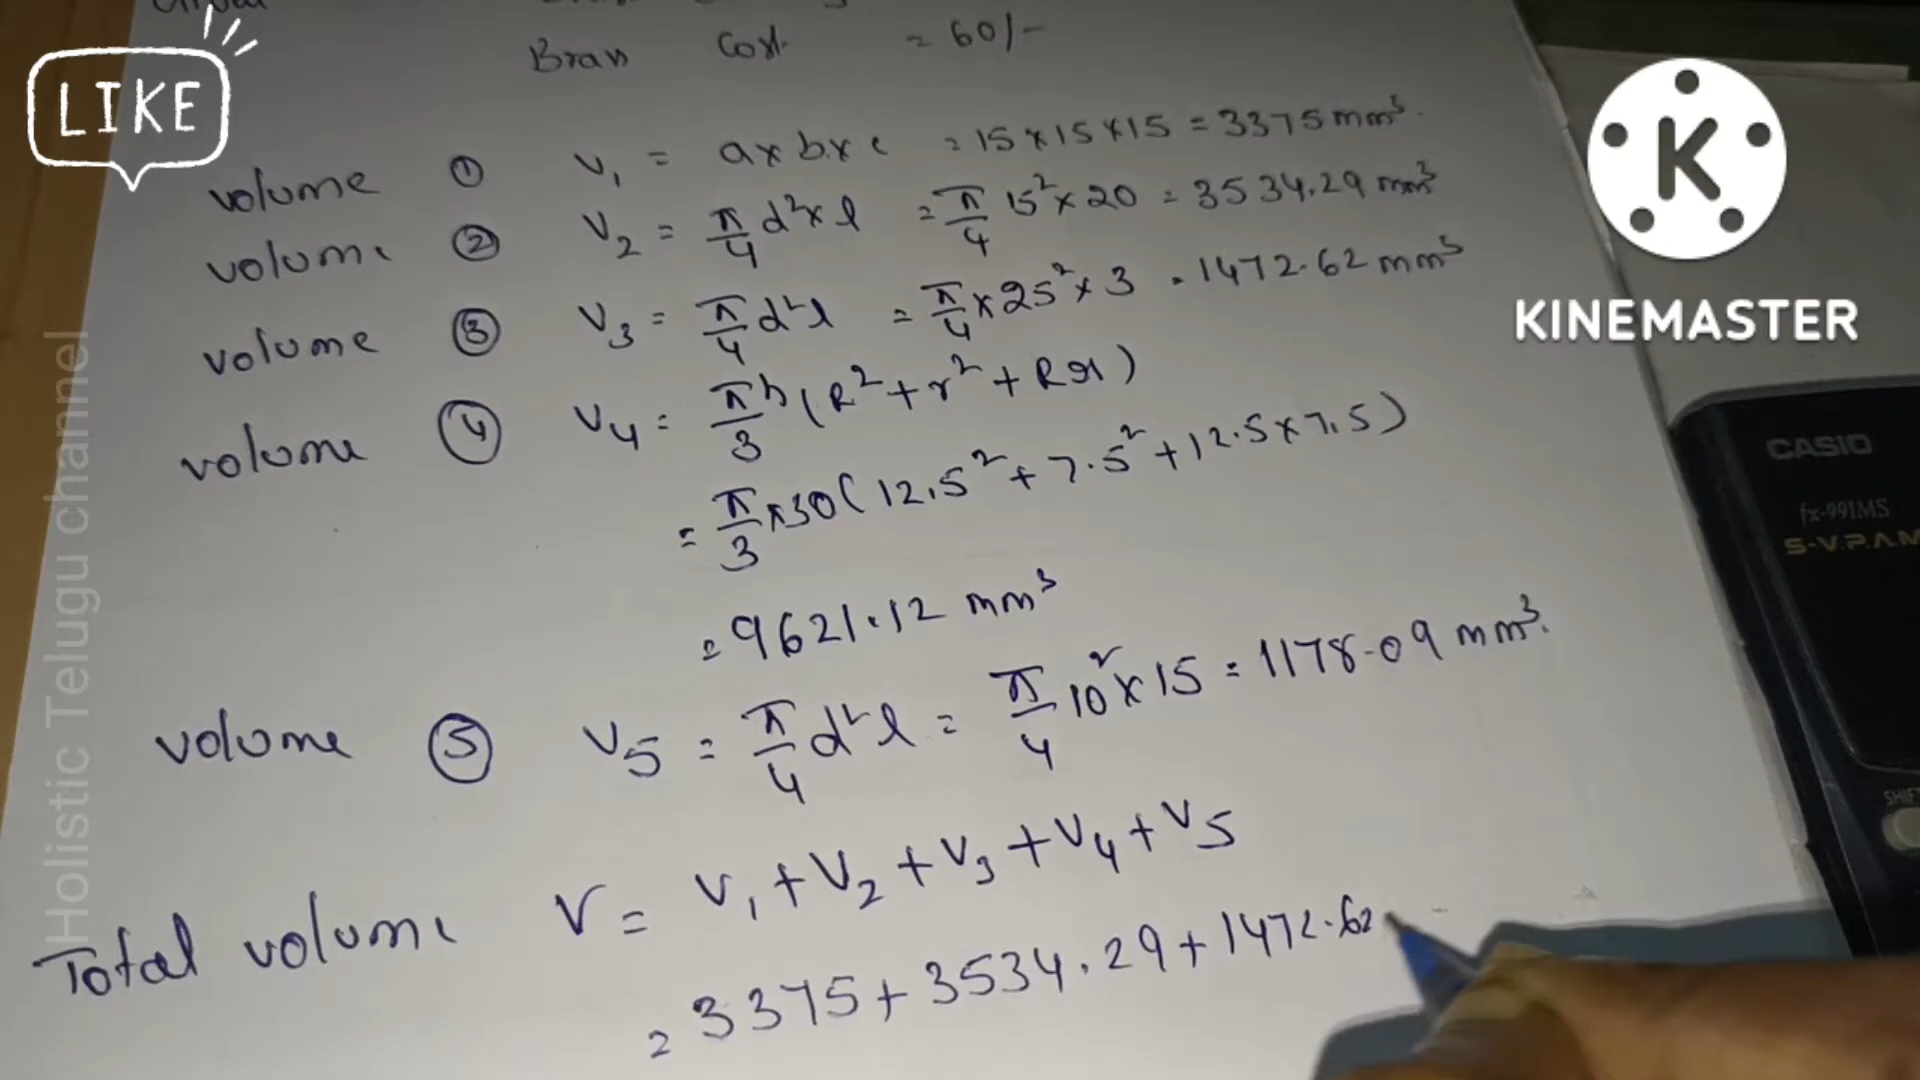 Brass Cost = 60/-
LIKE
volume ① V₁ = a×b×c = 15×15×15 = 3375 mm³.
volume ② V₂ = π/4 d²×l = π/4 15²×20 = 3534.29 mm³
volume ③ V₃ = π/4 d²l = π/4 × 25² × 3 = 1472.62 mm³
volume ④ V₄ = πh/3 (R² + r² + Rr)
= π/3 ×30 (12.5² + 7.5² + 12.5×7.5)
= 9621.12 mm³
volume ⑤ V₅ = π/4 d²l = π/4 10² × 15 = 1178.09 mm³.
Total volume V = V₁ + V₂ + V₃ + V₄ + V₅
= 3375 + 3534.29 + 1472.62
KINEMASTER
Holistic Telugu channel
CASIO
fx-991MS
S-V.P.A.M
SHIFT